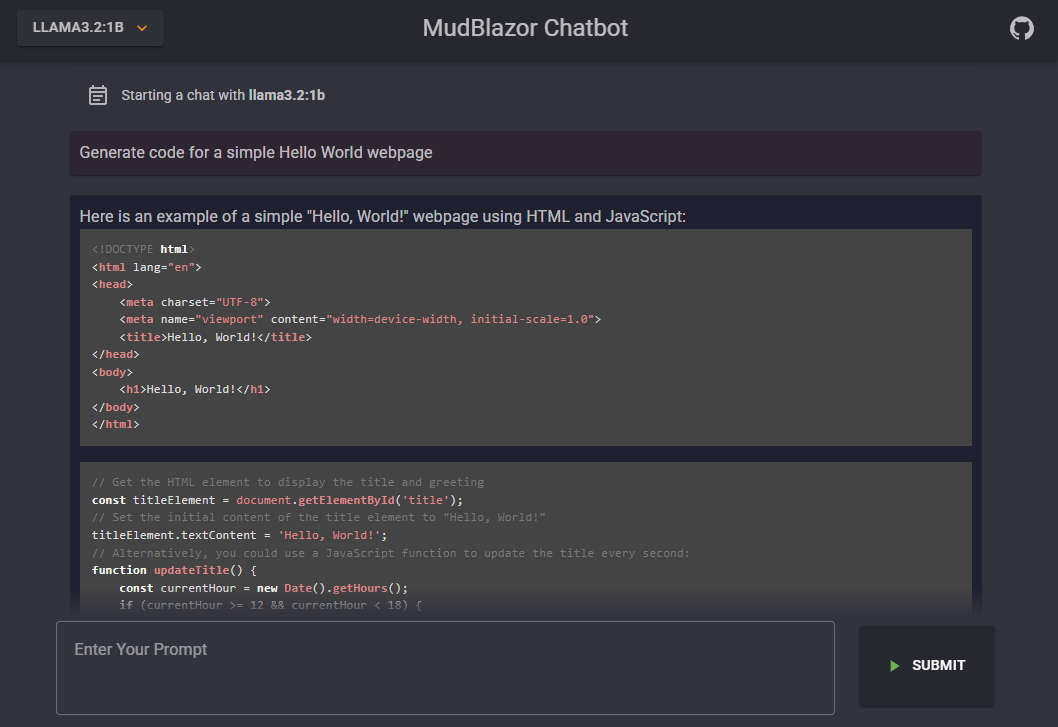 LLAMA3.2:1B
MudBlazor Chatbot
Starting a chat with llama3.2:1b
Generate code for a simple Hello World webpage
Here is an example of a simple "Hello, World!" webpage using HTML and JavaScript:
<!DOCTYPE html>
<html lang="en">
<head>
    <meta charset="UTF-8">
    <meta name="viewport" content="width=device-width, initial-scale=1.0">
    <title>Hello, World!</title>
</head>
<body>
    <h1>Hello, World!</h1>
</body>
</html>
// Get the HTML element to display the title and greeting
const titleElement = document.getElementById('title');
// Set the initial content of the title element to "Hello, World!"
titleElement.textContent = 'Hello, World!';
// Alternatively, you could use a JavaScript function to update the title every second:
function updateTitle() {
    const currentHour = new Date().getHours();
    if (currentHour >= 12 && currentHour < 18) {
Enter Your Prompt
SUBMIT